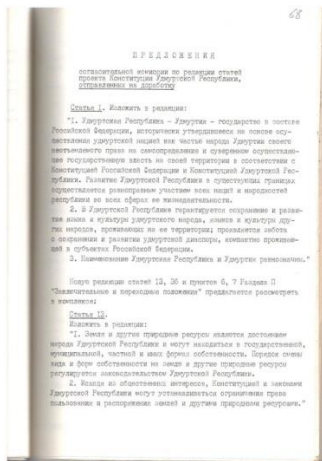 68
ПРЕДЛОЖЕНИЯ
согласительной комиссии по редакции статей
проекта Конституции Удмуртской Республики,
отправленных на доработку
Статья 1. Изложить в редакции:
"1. Удмуртская Республика - Удмуртия - государство в составе
Российской Федерации, исторически утвердившееся на основе осу-
ществления удмуртской нацией как частью народа Удмуртии своего
неотъемлемого права на самоопределение и суверенное осуществляю-
щее государственную власть на своей территории в соответствии с
Конституцией Российской Федерации и Конституцией Удмуртской Рес-
публики. Развитие Удмуртской Республики в существующих границах
осуществляется равноправным участием всех наций и народностей
республики во всех сферах ее жизнедеятельности.
2. В Удмуртской Республике гарантируется сохранение и разви-
тие языка и культуры удмуртского народа, языков и культуры дру-
гих народов, проживающих на ее территории; проявляется забота
о сохранении и развитии удмуртской диаспоры, компактно проживаю-
щей в субъектах Российской Федерации.
3. Наименования Удмуртская Республика и Удмуртия равнозначны."
Новую редакцию статей 13, 30 и пунктов 6, 7 Раздела II
"Заключительные и переходные положения" предлагается рассмотреть
в комплексе:
Статья 13.
Изложить в редакции:
"1. Земля и другие природные ресурсы являются достоянием
народа Удмуртской Республики и могут находиться в государственной,
муниципальной, частной и иных формах собственности. Порядок смены
вида и форм собственности на землю и другие природные ресурсы
регулируется законодательством Удмуртской Республики.
2. Исходя из общественных интересов, Конституцией и законами
Удмуртской Республики могут устанавливаться ограничения права
пользования и распоряжения землей и другими природными ресурсами."